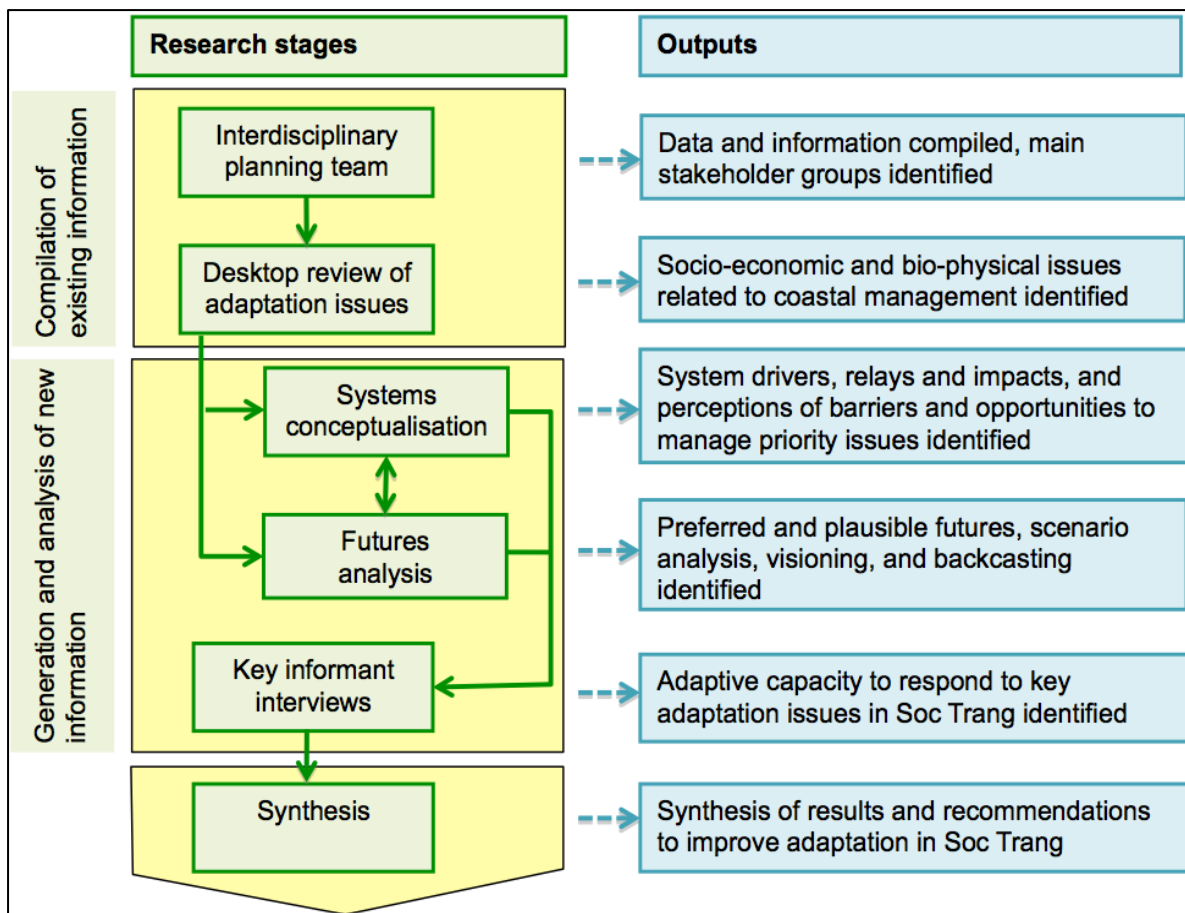 Research stages
Outputs
Compilation of
existing information
Interdisciplinary
planning team
Data and information compiled, main
stakeholder groups identified
Desktop review of
adaptation issues
Socio-economic and bio-physical issues
related to coastal management identified
Generation and analysis of new
information
Systems
conceptualisation
System drivers, relays and impacts, and
perceptions of barriers and opportunities to
manage priority issues identified
Futures
analysis
Preferred and plausible futures, scenario
analysis, visioning, and backcasting
identified
Key informant
interviews
Adaptive capacity to respond to key
adaptation issues in Soc Trang identified
Synthesis
Synthesis of results and recommendations
to improve adaptation in Soc Trang